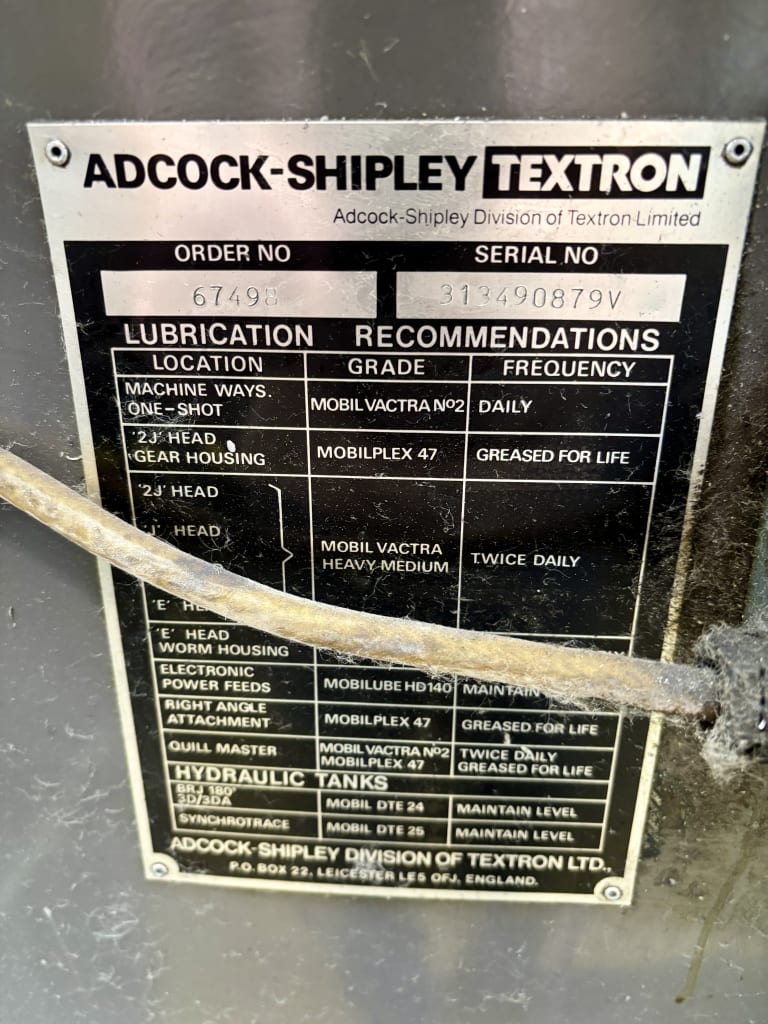 ADCOCK-SHIPLEY TEXTRON
Adcock-Shipley Division of Textron Limited
ORDER NO SERIAL NO
67498 313490879V
LUBRICATION RECOMMENDATIONS
LOCATION GRADE FREQUENCY
MACHINE WAYS.
ONE-SHOT MOBIL VACTRA Nº2 DAILY
'2J' HEAD
GEAR HOUSING MOBILPLEX 47 GREASED FOR LIFE
'2J' HEAD
'J' HEAD
MOBIL VACTRA
HEAVY MEDIUM TWICE DAILY
'E'
'E' HEAD
WORM HOUSING
ELECTRONIC
POWER FEEDS MOBILUBE HD140 MAINTAIN
RIGHT ANGLE
ATTACHMENT MOBILPLEX 47 GREASED FOR LIFE
QUILL MASTER MOBIL VACTRA Nº2 TWICE DAILY
MOBILPLEX 47 GREASED FOR LIFE
HYDRAULIC TANKS
BRJ 180'
3D/3DA MOBIL DTE 24 MAINTAIN LEVEL
SYNCHROTRACE MOBIL DTE 25 MAINTAIN LEVEL
ADCOCK-SHIPLEY DIVISION OF TEXTRON LTD.,
P.O. BOX 22, LEICESTER LE5 OFJ, ENGLAND.